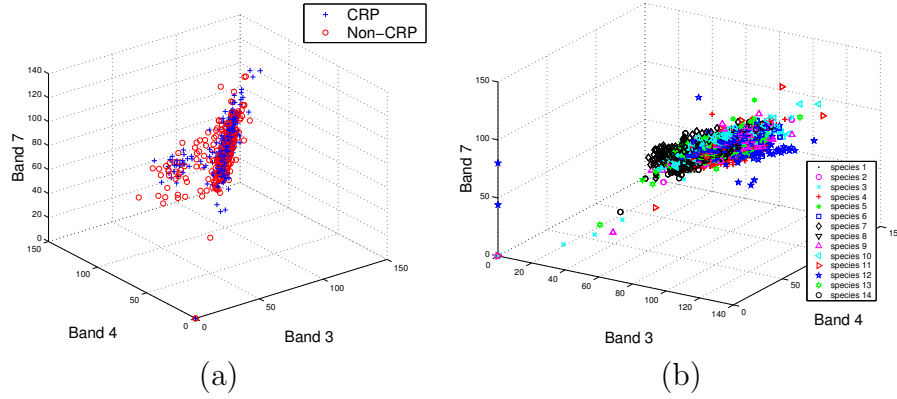 CRP
Non-CRP
140
120
100
80
60
40
20
0
Band 7
150
100
50
0
Band 4
0
50
100
150
Band 3
(a)
150
100
50
0
Band 7
0
20
40
60
80
100
120
140
Band 3
0
50
15
Band 4
species 1
species 2
species 3
species 4
species 5
species 6
species 7
species 8
species 9
species 10
species 11
species 12
species 13
species 14
(b)